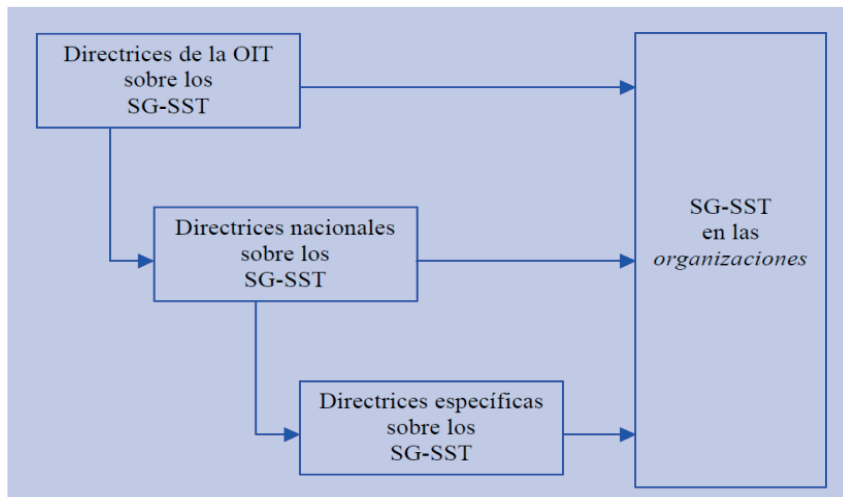 Directrices de la OIT
sobre los
SG-SST
Directrices nacionales
sobre los
SG-SST
SG-SST
en las
organizaciones
Directrices específicas
sobre los
SG-SST